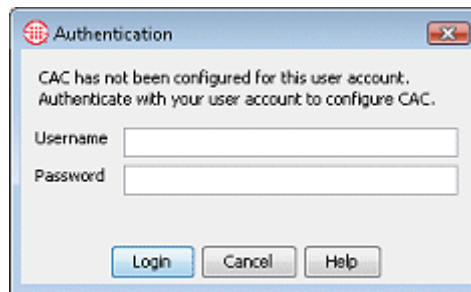 Authentication
CAC has not been configured for this user account.
Authenticate with your user account to configure CAC.
Username
Password
Login Cancel Help